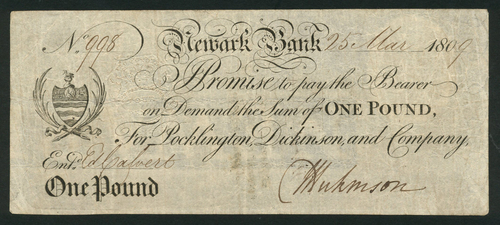 No. 998 Newark Bank 25 Mar 1809
I Promise to pay the Bearer
on Demand the Sum of ONE POUND,
For Pocklington, Dickinson, and Company.
Entd. Ed Calvert
One Pound